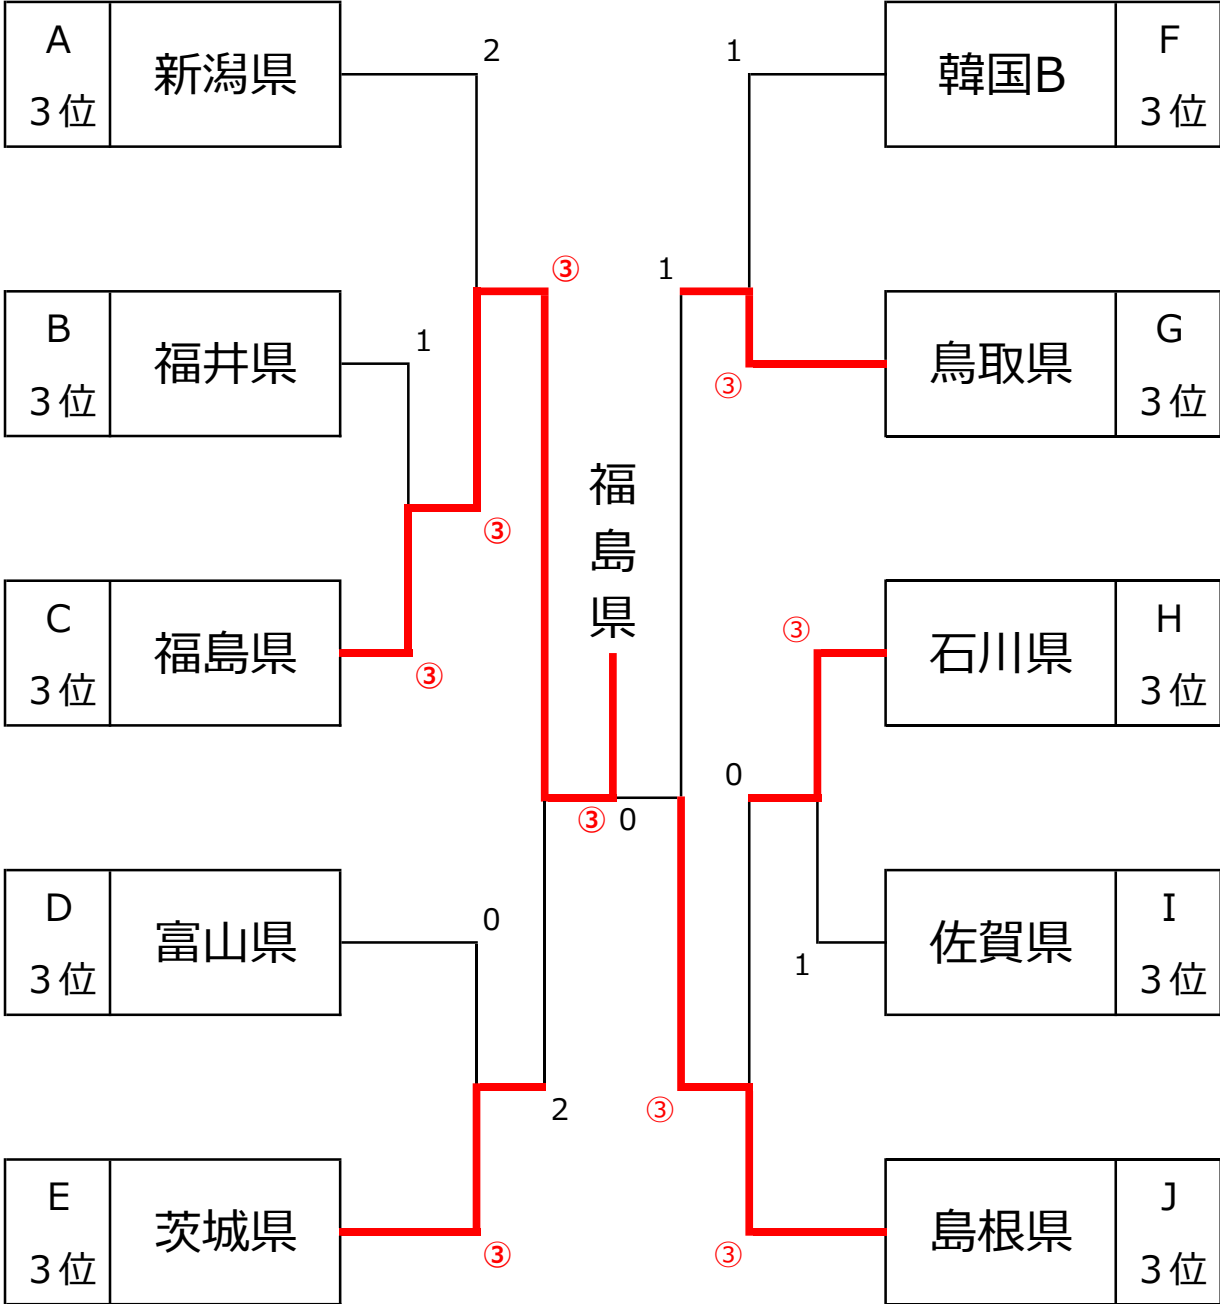 A
3位
新潟県
2
1
韓国B
F
3位
③
1
B
3位
福井県
1
③
鳥取県
G
3位
福島県
③
C
3位
福島県
③
③
石川県
H
3位
0
③
0
D
3位
富山県
0
1
佐賀県
I
3位
2
③
E
3位
茨城県
③
③
島根県
J
3位